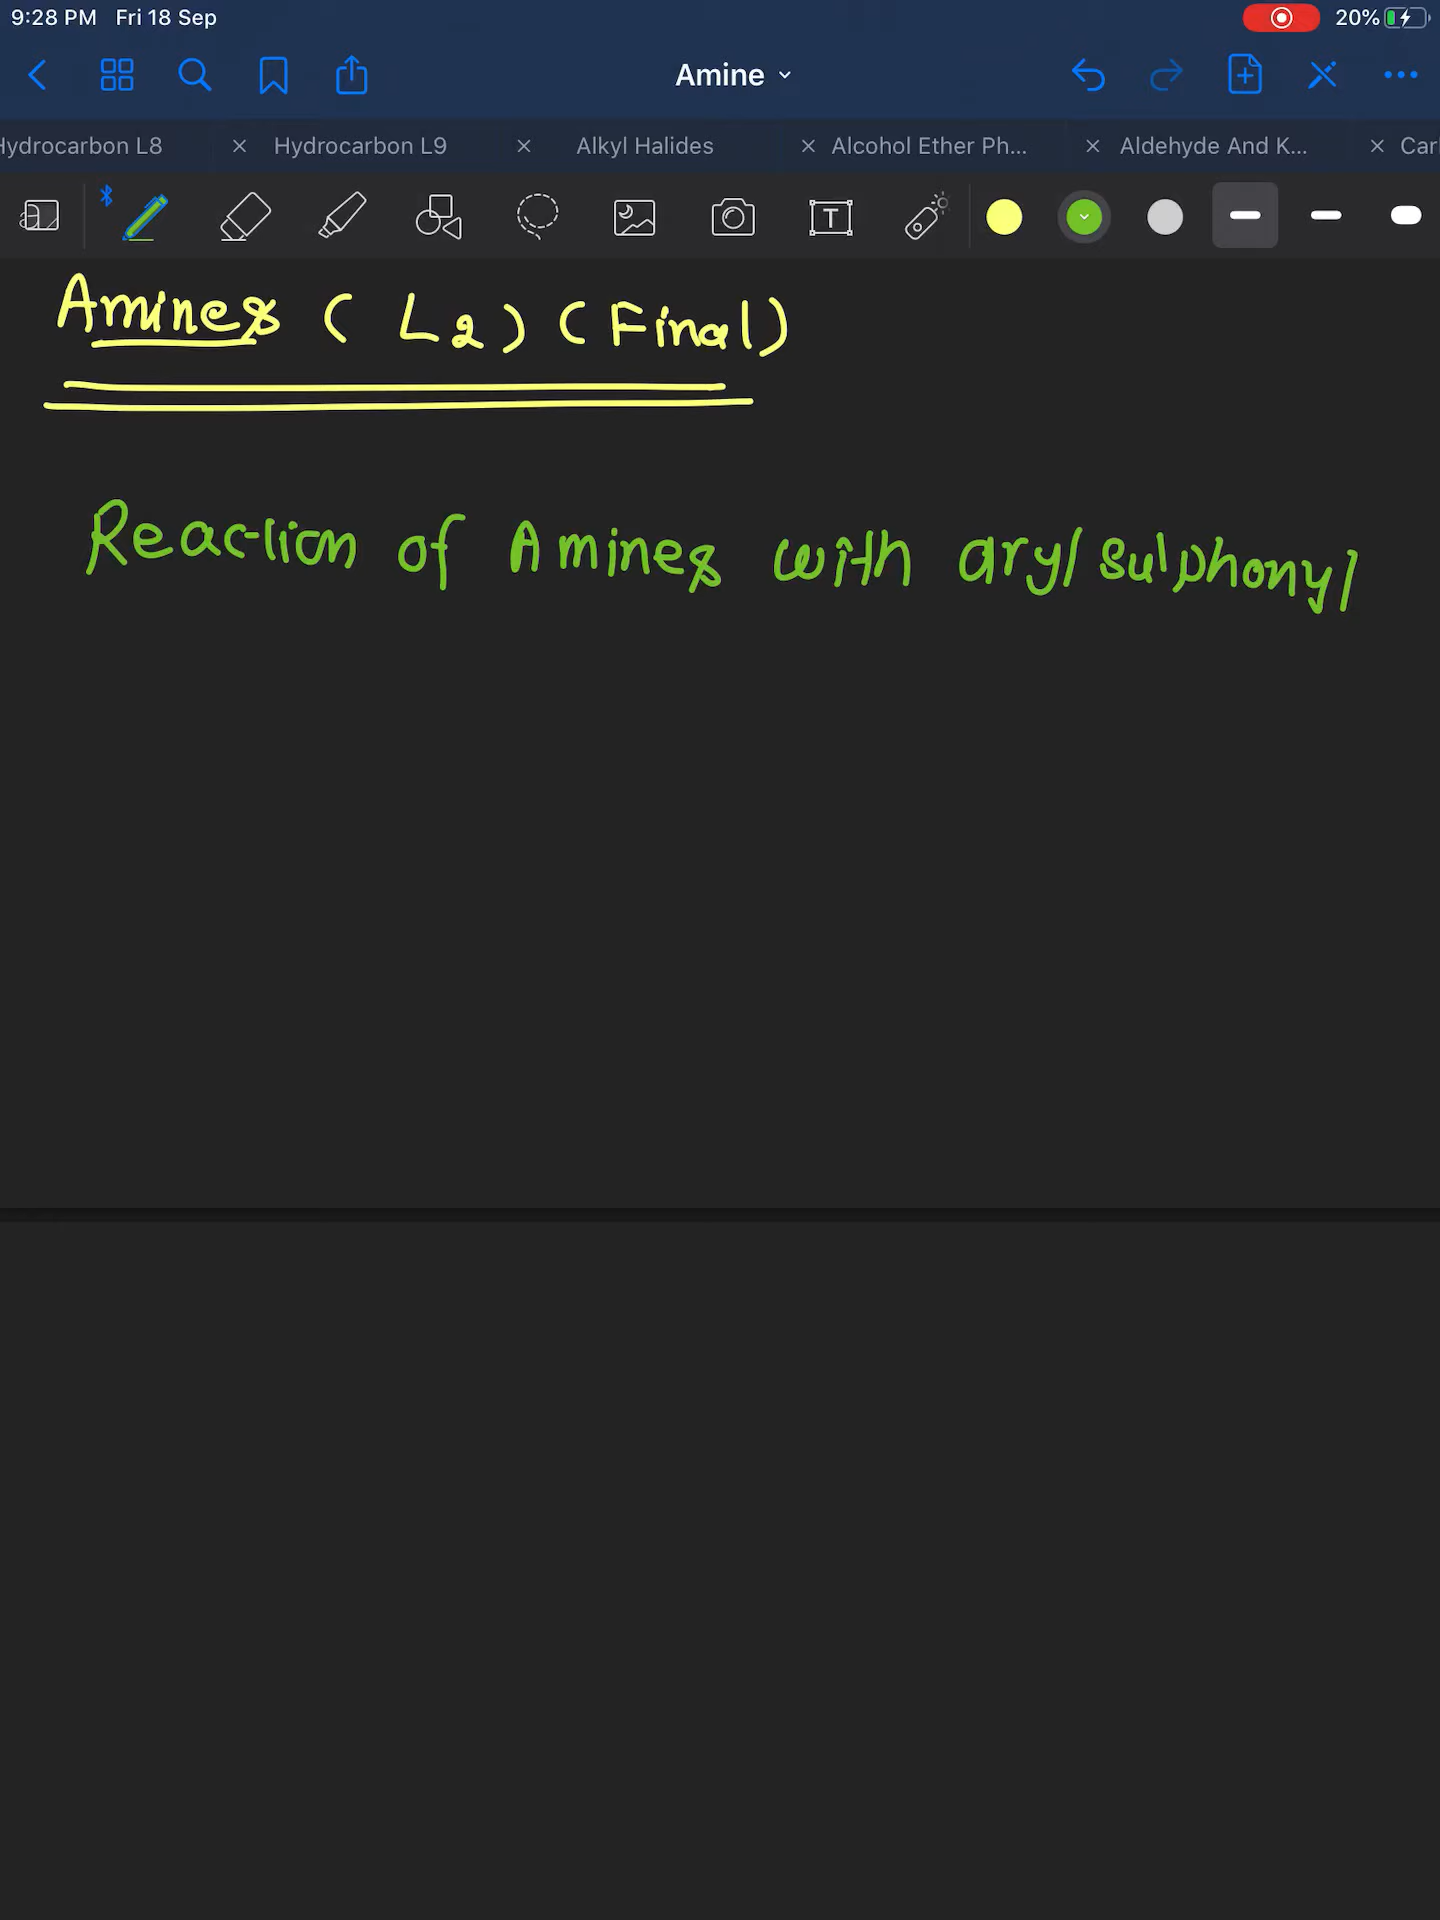 9:28 PM Fri 18 Sep 20%
Amine
Hydrocarbon L8 Hydrocarbon L9 Alkyl Halides Alcohol Ether Ph... Aldehyde And K... Car
T
Amines (L2) (Final)
Reaction of Amines with aryl sulphonyl